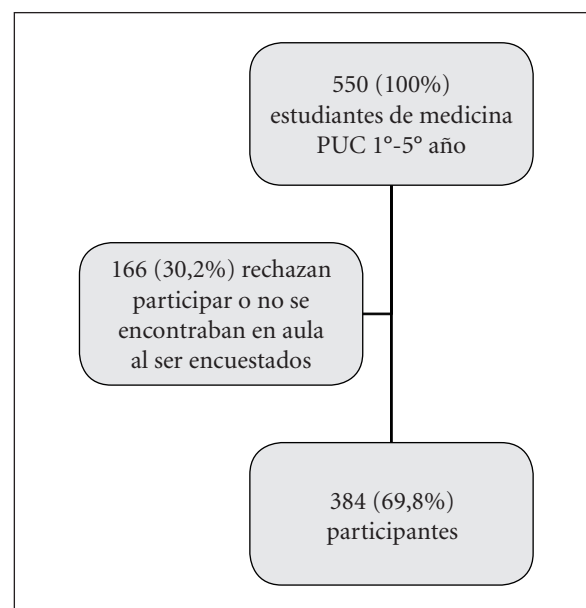 550 (100%)
estudiantes de medicina
PUC 1°-5° año
166 (30,2%) rechazan
participar o no se
encontraban en aula
al ser encuestados
384 (69,8%)
participantes